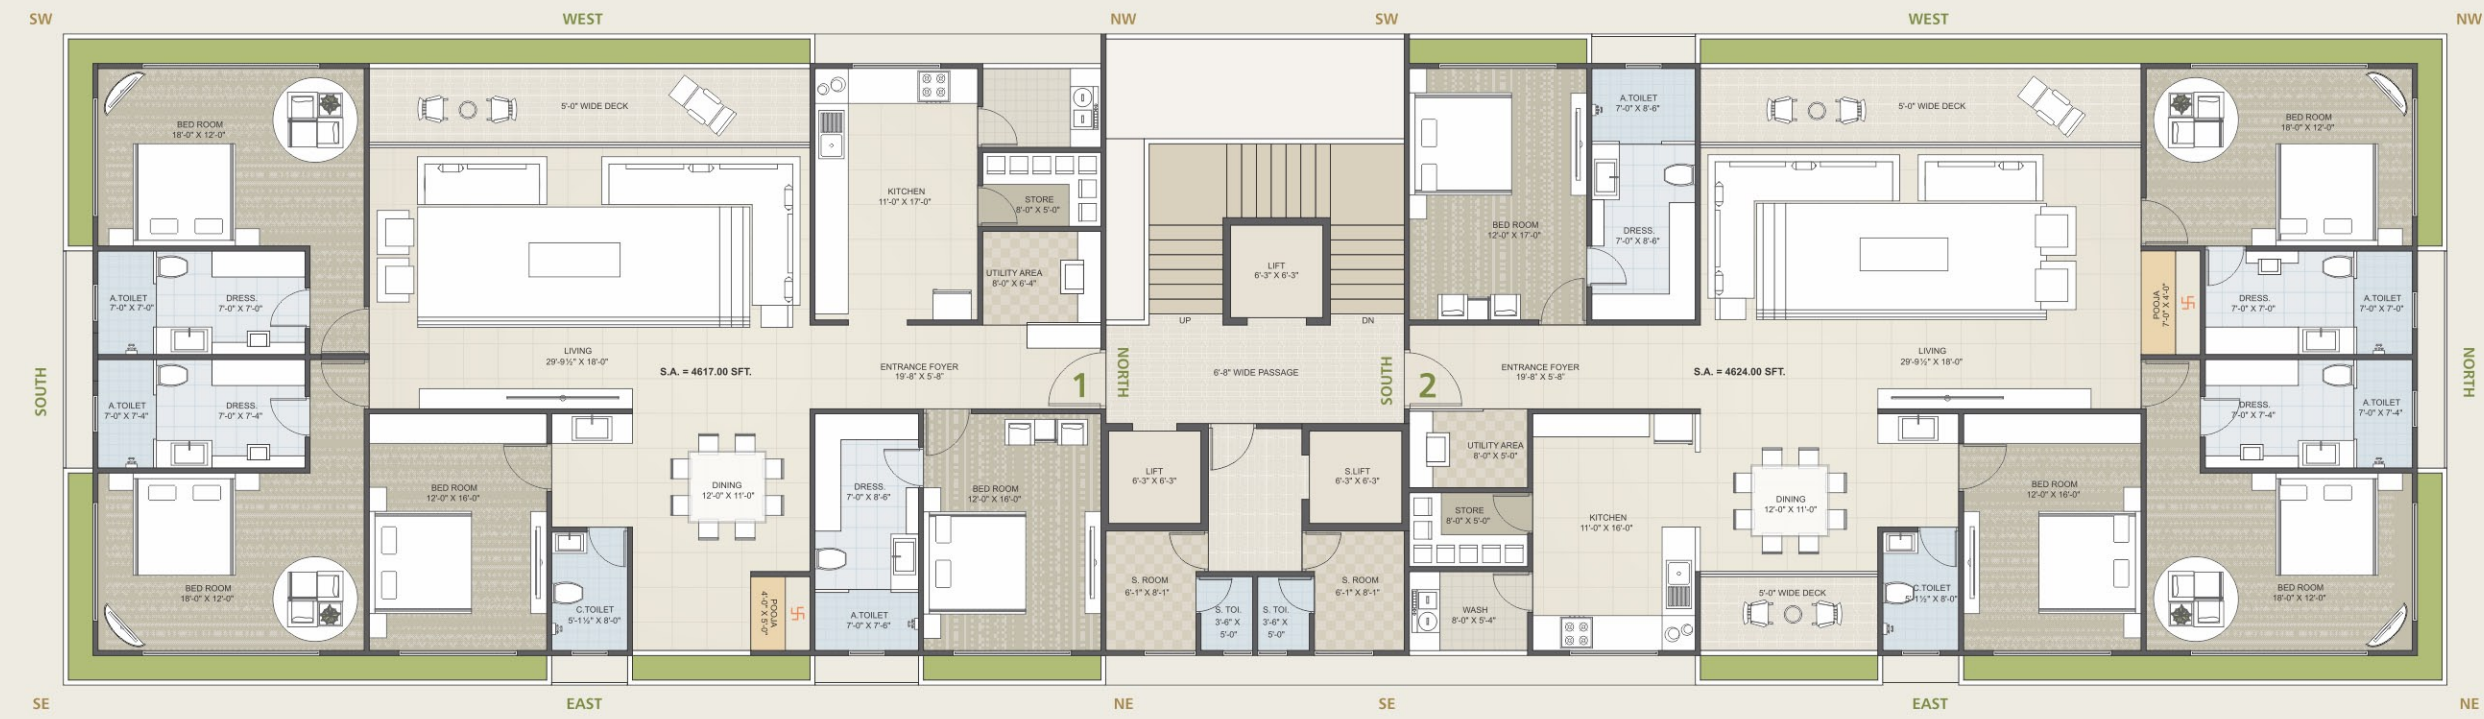 SW
WEST
NW
SW
WEST
NW
BED ROOM
18'-0" X 12'-0"
5'-0" WIDE DECK
KITCHEN
11'-0" X 17'-0"
STORE
8'-0" X 5'-0"
UTILITY AREA
8'-0" X 6'-4"
A.TOILET
7'-0" X 7'-0"
DRESS.
7'-0" X 7'-0"
LIVING
29'-9½" X 18'-0"
S.A. = 4617.00 SFT.
ENTRANCE FOYER
19'-8" X 5'-8"
1
NORTH
SOUTH
A.TOILET
7'-0" X 7'-4"
DRESS.
7'-0" X 7'-4"
BED ROOM
12'-0" X 16'-0"
DINING
12'-0" X 11'-0"
DRESS.
7'-0" X 8'-6"
BED ROOM
12'-0" X 16'-0"
BED ROOM
18'-0" X 12'-0"
C.TOILET
5'-1½" X 8'-0"
POOJA
4'-0" X 5'-0"
A.TOILET
7'-0" X 7'-6"
LIFT
6'-3" X 6'-3"
UP
DN
6'-8" WIDE PASSAGE
LIFT
6'-3" X 6'-3"
S.LIFT
6'-3" X 6'-3"
S. ROOM
6'-1" X 8'-1"
S. TOI.
3'-6" X
5'-0"
S. TOI.
3'-6" X
5'-0"
S. ROOM
6'-1" X 8'-1"
SOUTH
2
BED ROOM
12'-0" X 17'-0"
A.TOILET
7'-0" X 8'-6"
DRESS.
7'-0" X 8'-6"
5'-0" WIDE DECK
BED ROOM
18'-0" X 12'-0"
POOJA
7'-0" X 4'-0"
DRESS.
7'-0" X 7'-0"
A.TOILET
7'-0" X 7'-0"
ENTRANCE FOYER
19'-8" X 5'-8"
S.A. = 4624.00 SFT.
LIVING
29'-9½" X 18'-0"
NORTH
DRESS.
7'-0" X 7'-4"
A.TOILET
7'-0" X 7'-4"
UTILITY AREA
8'-0" X 5'-0"
STORE
8'-0" X 5'-0"
WASH
8'-0" X 5'-4"
KITCHEN
11'-0" X 16'-0"
DINING
12'-0" X 11'-0"
5'-0" WIDE DECK
C.TOILET
5'-1½" X 8'-0"
BED ROOM
12'-0" X 16'-0"
BED ROOM
18'-0" X 12'-0"
SE
EAST
NE
SE
EAST
NE